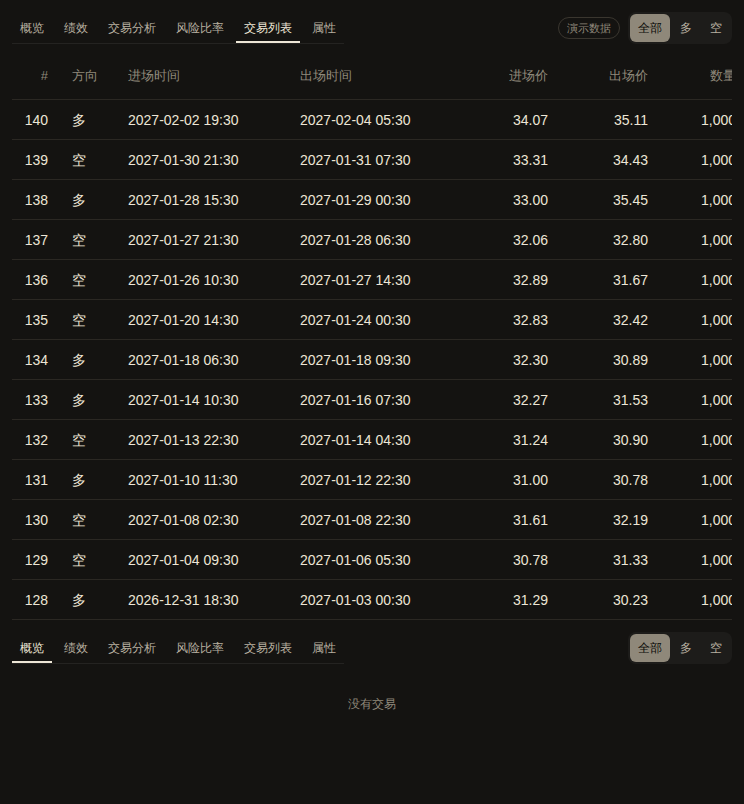 概览 绩效 交易分析 风险比率 交易列表 属性 演示数据 全部 多 空
# 方向 进场时间 出场时间 进场价 出场价 数量
140 多 2027-02-02 19:30 2027-02-04 05:30 34.07 35.11 1,000
139 空 2027-01-30 21:30 2027-01-31 07:30 33.31 34.43 1,000
138 多 2027-01-28 15:30 2027-01-29 00:30 33.00 35.45 1,000
137 空 2027-01-27 21:30 2027-01-28 06:30 32.06 32.80 1,000
136 空 2027-01-26 10:30 2027-01-27 14:30 32.89 31.67 1,000
135 空 2027-01-20 14:30 2027-01-24 00:30 32.83 32.42 1,000
134 多 2027-01-18 06:30 2027-01-18 09:30 32.30 30.89 1,000
133 多 2027-01-14 10:30 2027-01-16 07:30 32.27 31.53 1,000
132 空 2027-01-13 22:30 2027-01-14 04:30 31.24 30.90 1,000
131 多 2027-01-10 11:30 2027-01-12 22:30 31.00 30.78 1,000
130 空 2027-01-08 02:30 2027-01-08 22:30 31.61 32.19 1,000
129 空 2027-01-04 09:30 2027-01-06 05:30 30.78 31.33 1,000
128 多 2026-12-31 18:30 2027-01-03 00:30 31.29 30.23 1,000
概览 绩效 交易分析 风险比率 交易列表 属性 全部 多 空
没有交易